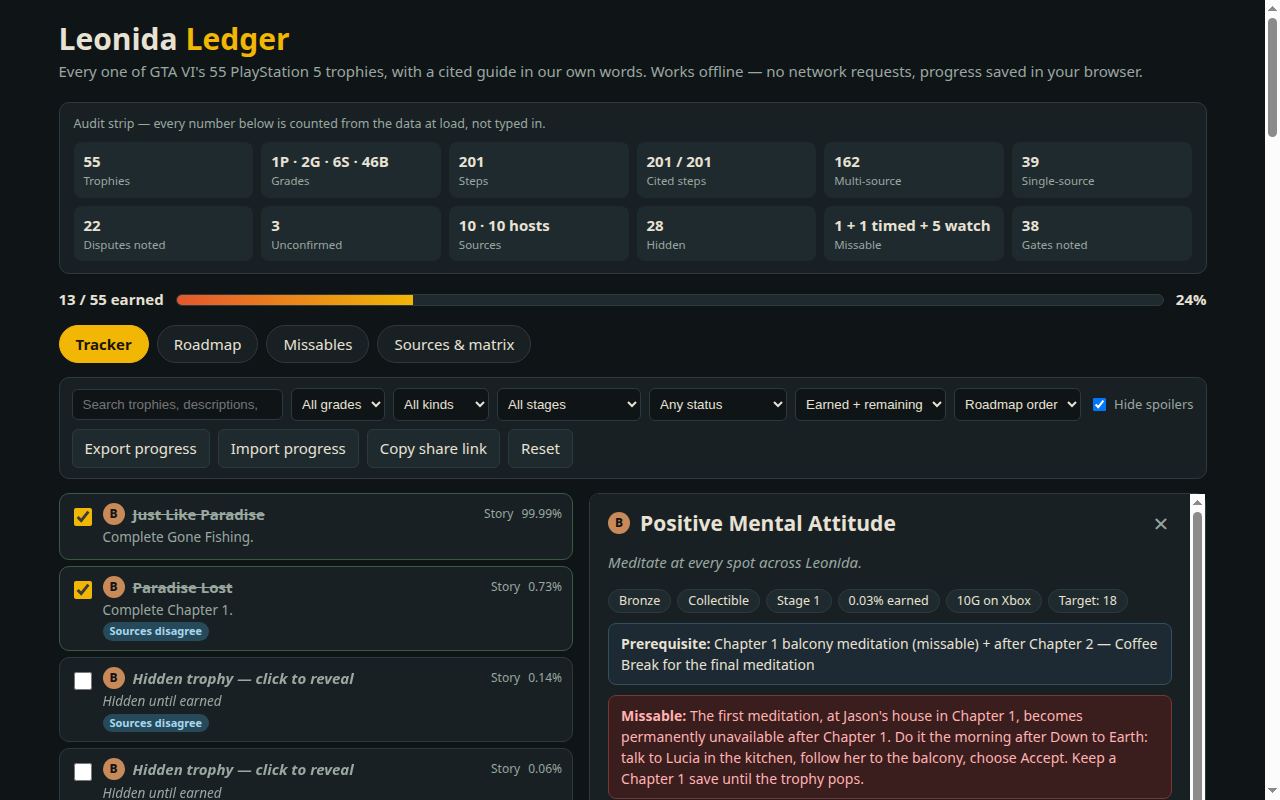 Leonida Ledger
Every one of GTA VI's 55 PlayStation 5 trophies, with a cited guide in our own words. Works offline — no network requests, progress saved in your browser.
Audit strip — every number below is counted from the data at load, not typed in.
55
Trophies
1P · 2G · 6S · 46B
Grades
201
Steps
201 / 201
Cited steps
162
Multi-source
39
Single-source
22
Disputes noted
3
Unconfirmed
10 · 10 hosts
Sources
28
Hidden
1 + 1 timed + 5 watch
Missable
38
Gates noted
13 / 55 earned
24%
Tracker
Roadmap
Missables
Sources & matrix
Search trophies, descriptions,
All grades
All kinds
All stages
Any status
Earned + remaining
Roadmap order
Hide spoilers
Export progress
Import progress
Copy share link
Reset
B Just Like Paradise
Story 99.99%
Complete Gone Fishing.
B Paradise Lost
Story 0.73%
Complete Chapter 1.
Sources disagree
B Hidden trophy — click to reveal
Story 0.14%
Hidden until earned
Sources disagree
B Hidden trophy — click to reveal
Story 0.06%
Hidden until earned
B Positive Mental Attitude
✕
Meditate at every spot across Leonida.
Bronze
Collectible
Stage 1
0.03% earned
10G on Xbox
Target: 18
Prerequisite: Chapter 1 balcony meditation (missable) + after Chapter 2 — Coffee
Break for the final meditation
Missable: The first meditation, at Jason's house in Chapter 1, becomes
permanently unavailable after Chapter 1. Do it the morning after Down to Earth:
talk to Lucia in the kitchen, follow her to the balcony, choose Accept. Keep a
Chapter 1 save until the trophy pops.